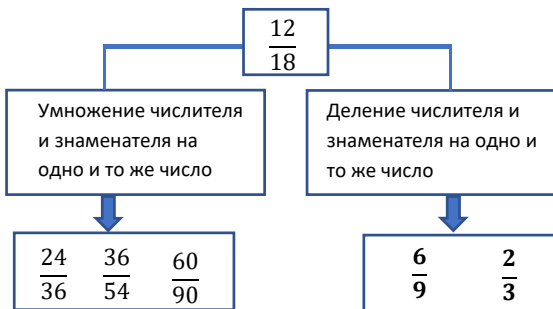 12
18
Умножение числителя
и знаменателя на
одно и то же число
Деление числителя и
знаменателя на одно и
то же число
24 36 60
36 54 90
6 2
9 3